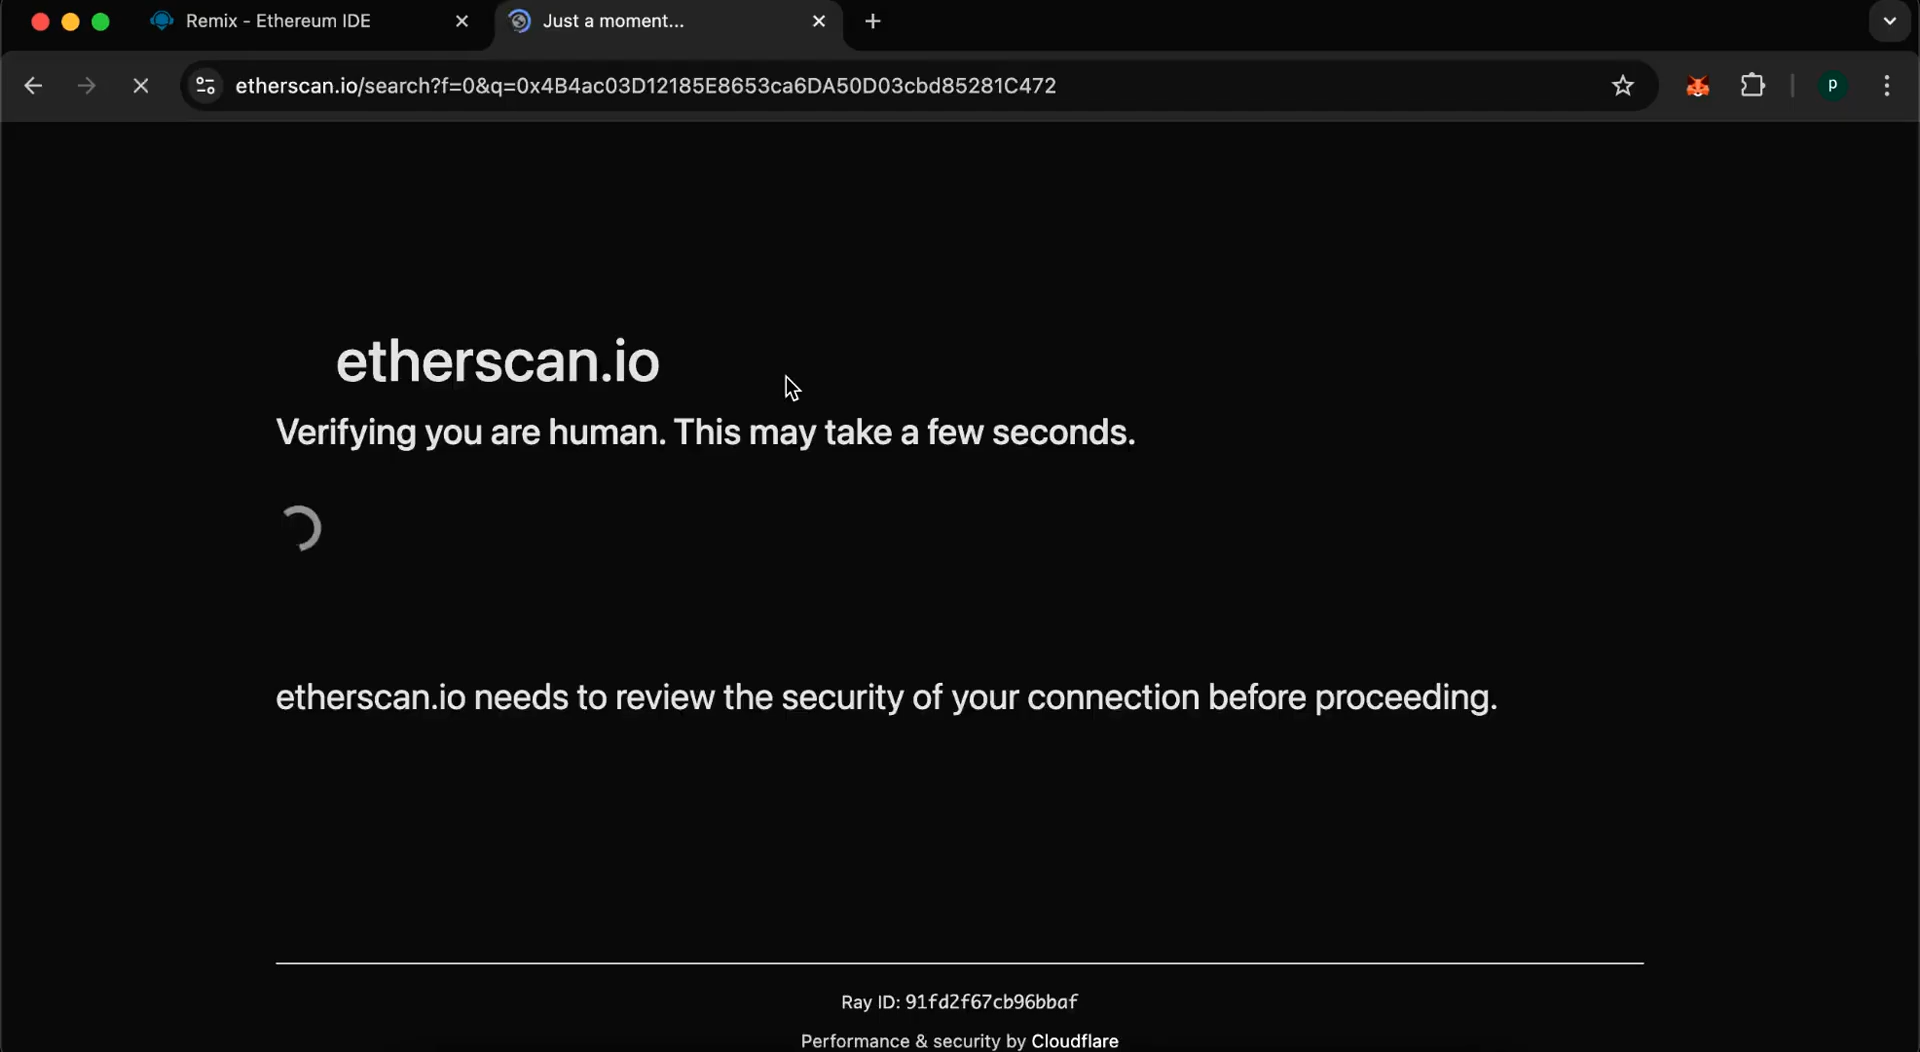 Remix - Ethereum IDE
Just a moment...
etherscan.io/search?f=0&q=0x4B4ac03D12185E8653ca6DA50D03cbd85281C472
p
etherscan.io
Verifying you are human. This may take a few seconds.
etherscan.io needs to review the security of your connection before proceeding.
Ray ID: 91fd2f67cb96bbaf
Performance & security by Cloudflare